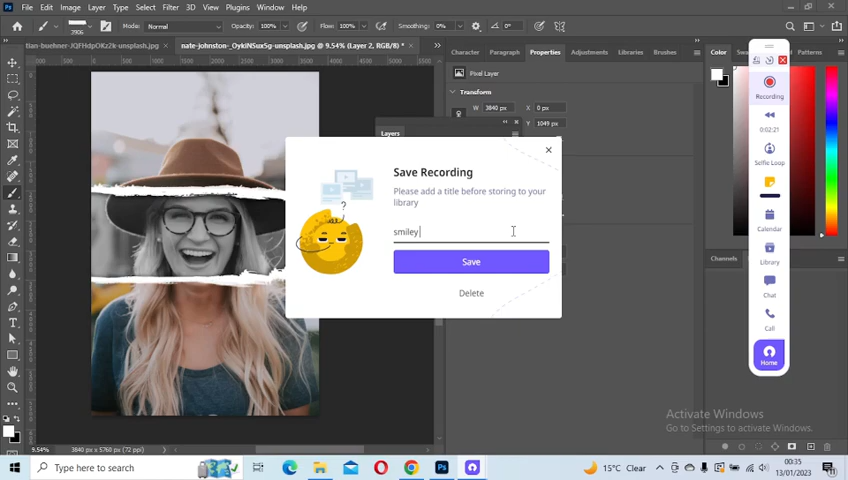 File Edit Image Layer Type Select Filter 3D View Plugins Window Help
2906 Mode: Normal Opacity: 100% Flow: 100% Smoothing: 0% 0°
tian-buehner-JQFHdpOKz2k-unsplash.jpg × nate-johnston-_OykiNSux5g-unsplash.jpg @ 9.54% (Layer 2, RGB/8) * ×
Character Paragraph Properties Adjustments Libraries Brushes
Color
Patterns
Pixel Layer
Transform
W 3840 px X 0 px
Y 1049 px
Layers
Save Recording
Please add a title before storing to your
library
smiley
Save
Delete
Recording
00:02:21
Selfie Loop
Calendar
Library
Chat
Call
Home
Channels
Activate Windows
Go to Settings to activate Windows.
9.54% 3840 px x 5760 px (72 ppi)
Type here to search
15°C Clear
00:35
13/01/2023